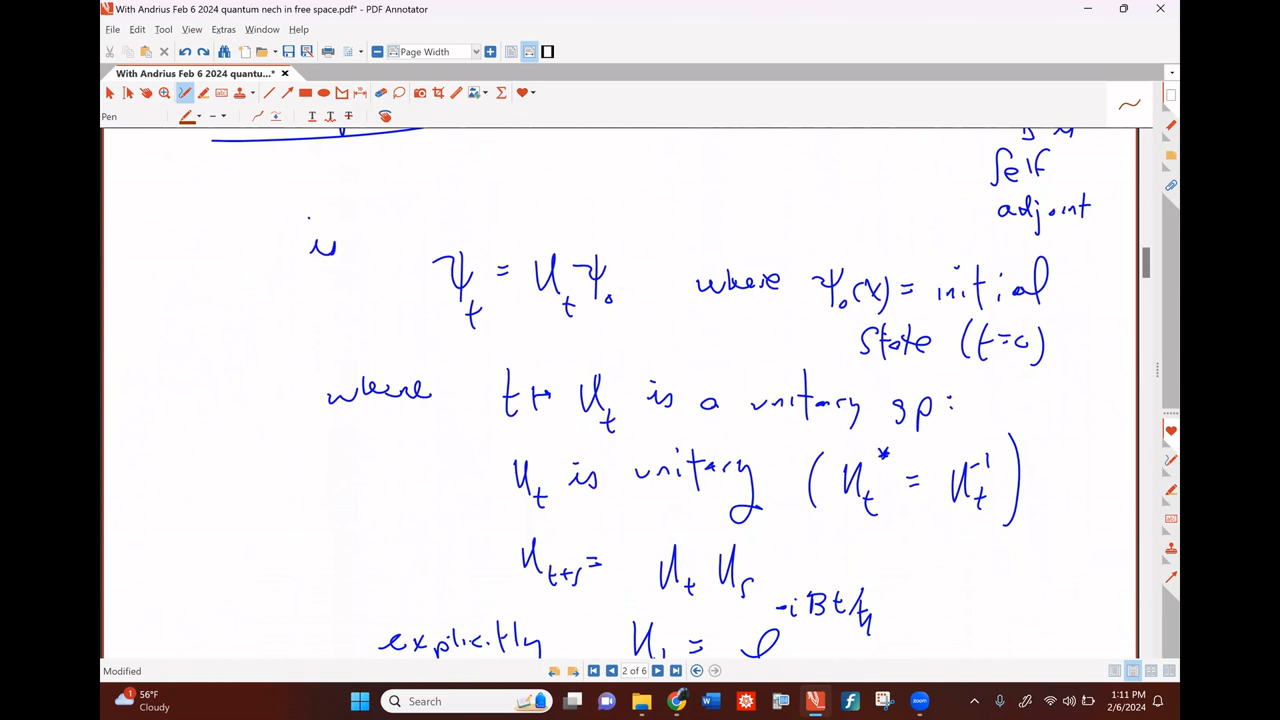 With Andrius Feb 6 2024 quantum nech in free space.pdf* - PDF Annotator
File Edit Tool View Extras Window Help
Page Width
With Andrius Feb 6 2024 quantu...*
Pen
Self
adjoint
is
ψ_t = U_t ψ_0 where ψ_0(x) = initial
state (t=0)
where t ↦ U_t is a unitary gp:
U_t is unitary (U_t^* = U_t^{-1})
U_{t+s} = U_t U_s
explicitly U_t = e^{-iBt/ħ}
Modified
2 of 6
1
56°F
Cloudy
Search
1:11 PM
2/6/2024